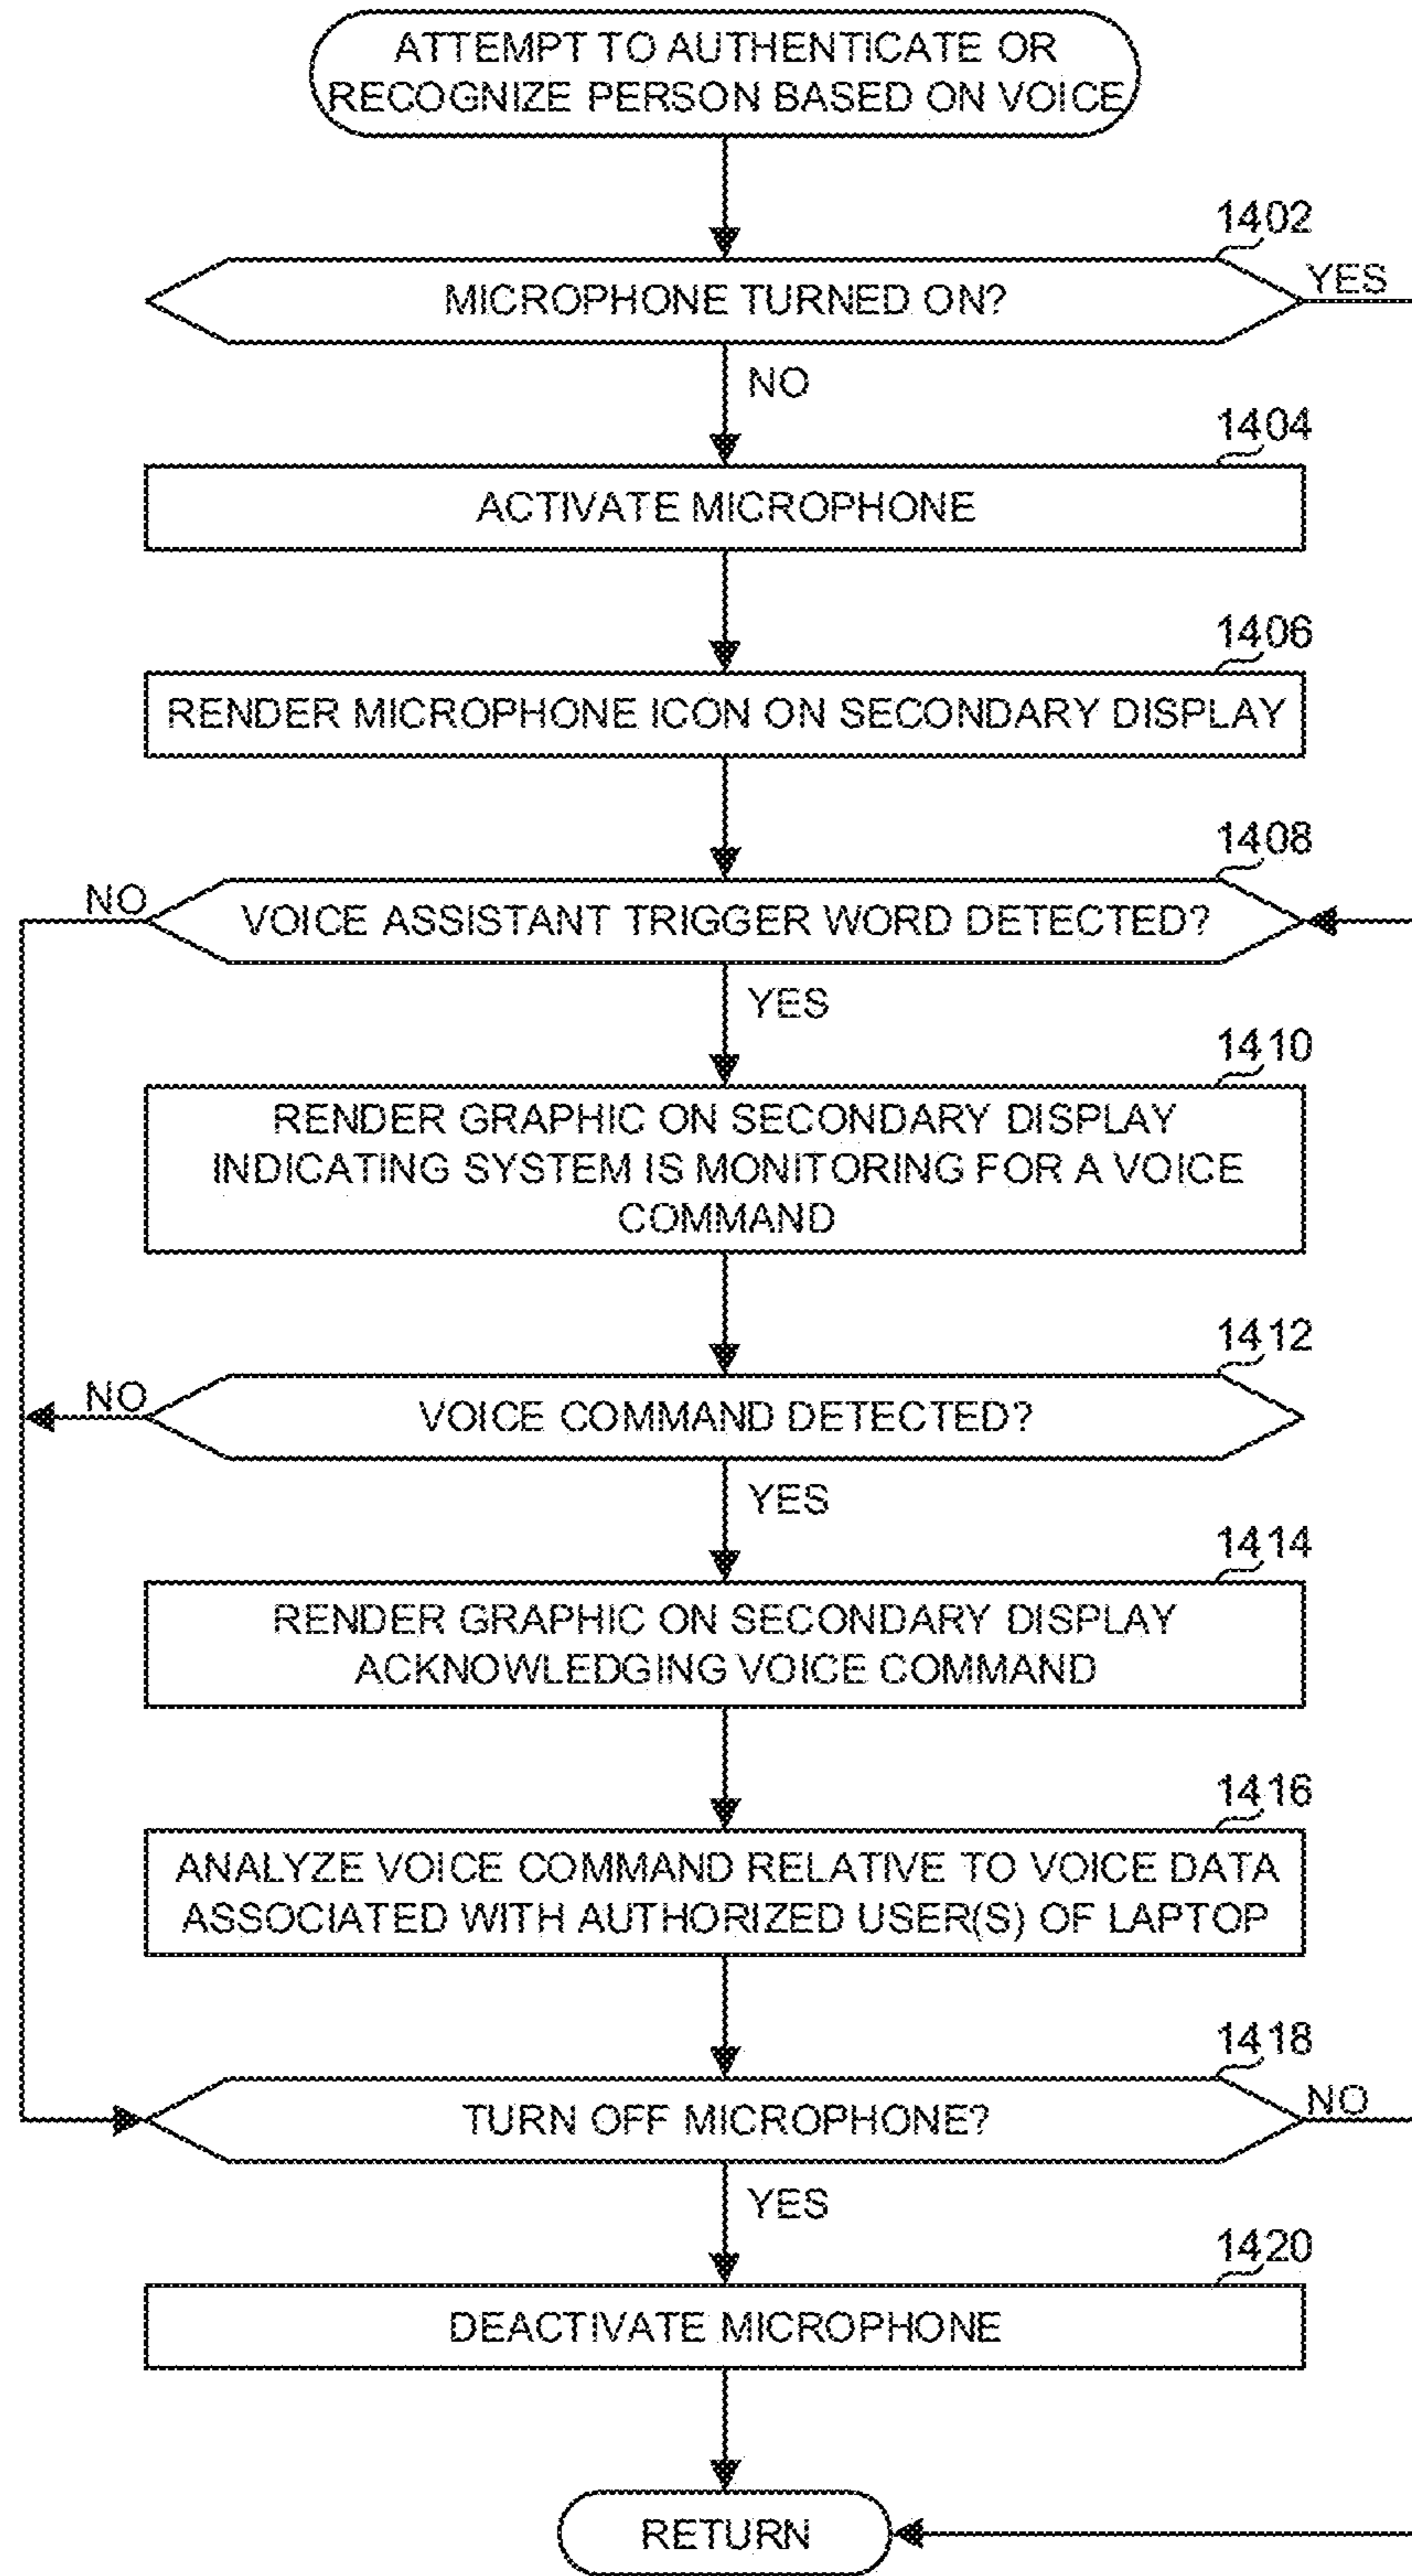 ATTEMPT TO AUTHENTICATE OR
RECOGNIZE PERSON BASED ON VOICE
1402
MICROPHONE TURNED ON?
YES
NO
1404
ACTIVATE MICROPHONE
1406
RENDER MICROPHONE ICON ON SECONDARY DISPLAY
1408
NO
VOICE ASSISTANT TRIGGER WORD DETECTED?
YES
1410
RENDER GRAPHIC ON SECONDARY DISPLAY
INDICATING SYSTEM IS MONITORING FOR A VOICE
COMMAND
1412
NO
VOICE COMMAND DETECTED?
YES
1414
RENDER GRAPHIC ON SECONDARY DISPLAY
ACKNOWLEDGING VOICE COMMAND
1416
ANALYZE VOICE COMMAND RELATIVE TO VOICE DATA
ASSOCIATED WITH AUTHORIZED USER(S) OF LAPTOP
1418
TURN OFF MICROPHONE?
NO
YES
1420
DEACTIVATE MICROPHONE
RETURN